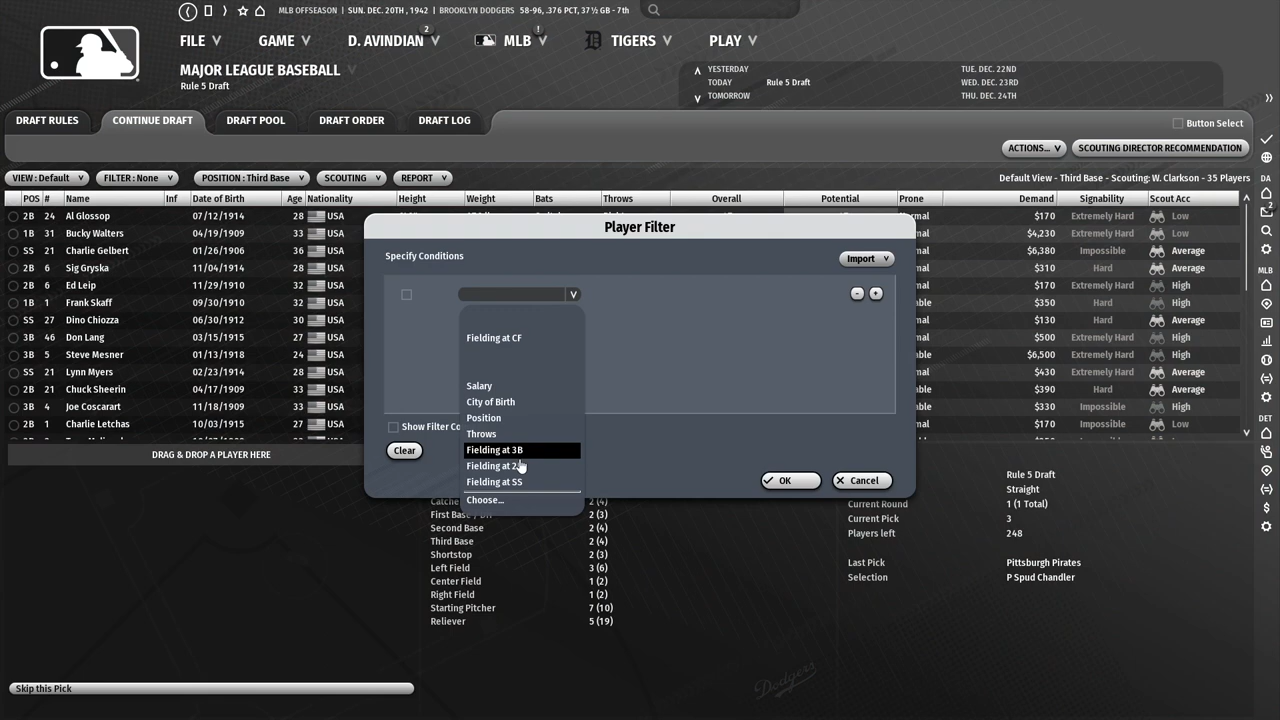 MLB OFFSEASON | SUN. DEC. 20TH , 1942 | BROOKLYN DODGERS 58-96, .376 PCT, 37 ½ GB - 7th
FILE GAME D. AVINDIAN 2 MLB ! TIGERS PLAY
MAJOR LEAGUE BASEBALL
Rule 5 Draft
YESTERDAY TUE. DEC. 22ND
TODAY Rule 5 Draft WED. DEC. 23RD
TOMORROW THU. DEC. 24TH
DRAFT RULES CONTINUE DRAFT DRAFT POOL DRAFT ORDER DRAFT LOG Button Select
ACTIONS... SCOUTING DIRECTOR RECOMMENDATION
VIEW : Default FILTER : None POSITION : Third Base SCOUTING REPORT Default View - Third Base - Scouting: W. Clarkson - 35 Players
POS # Name Inf Date of Birth Age Nationality Height Weight Bats Throws Overall Potential Prone Demand Signability Scout Acc
2B 24 Al Glossop 07/12/1914 28 USA $170 Extremely Hard Low
1B 31 Bucky Walters 04/19/1909 33 USA $4,230 Extremely Hard Low
SS 21 Charlie Gelbert 01/26/1906 36 USA $6,380 Impossible Average
2B 6 Sig Gryska 11/04/1914 28 USA $310 Hard Average
2B 6 Ed Leip 11/29/1910 32 USA $170 Extremely Hard High
1B 1 Frank Skaff 09/30/1910 32 USA $350 Hard High
SS 27 Dino Chiozza 06/30/1912 30 USA $130 Hard Average
3B 46 Don Lang 03/15/1915 27 USA $500 Extremely Hard High
3B 5 Steve Mesner 01/13/1918 24 USA $6,500 Extremely Hard High
SS 21 Lynn Myers 02/23/1914 28 USA $430 Extremely Hard Average
2B 21 Chuck Sheerin 04/17/1909 33 USA $390 Hard Average
3B 4 Joe Coscarart 11/18/1909 33 USA $330 Impossible High
2B 1 Charlie Letchas 10/03/1915 27 USA $170 Extremely Hard High
Player Filter
Specify Conditions Import
- +
Fielding at CF
Salary
City of Birth
Position
Throws
Fielding at 3B
Fielding at
Fielding at SS
Choose...
Show Filter Co
Clear OK Cancel
DRAG & DROP A PLAYER HERE
Catche 2 (4)
First Base 2 (3)
Second Base 2 (4)
Third Base 2 (4)
Shortstop 2 (3)
Left Field 3 (6)
Center Field 1 (2)
Right Field 1 (2)
Starting Pitcher 7 (10)
Reliever 5 (19)
Rule 5 Draft
Straight
Current Round 1 (1 Total)
Current Pick 3
Players left 248
Last Pick Pittsburgh Pirates
Selection P Spud Chandler
Skip this Pick
Dodgers
DA
2
MLB
DET